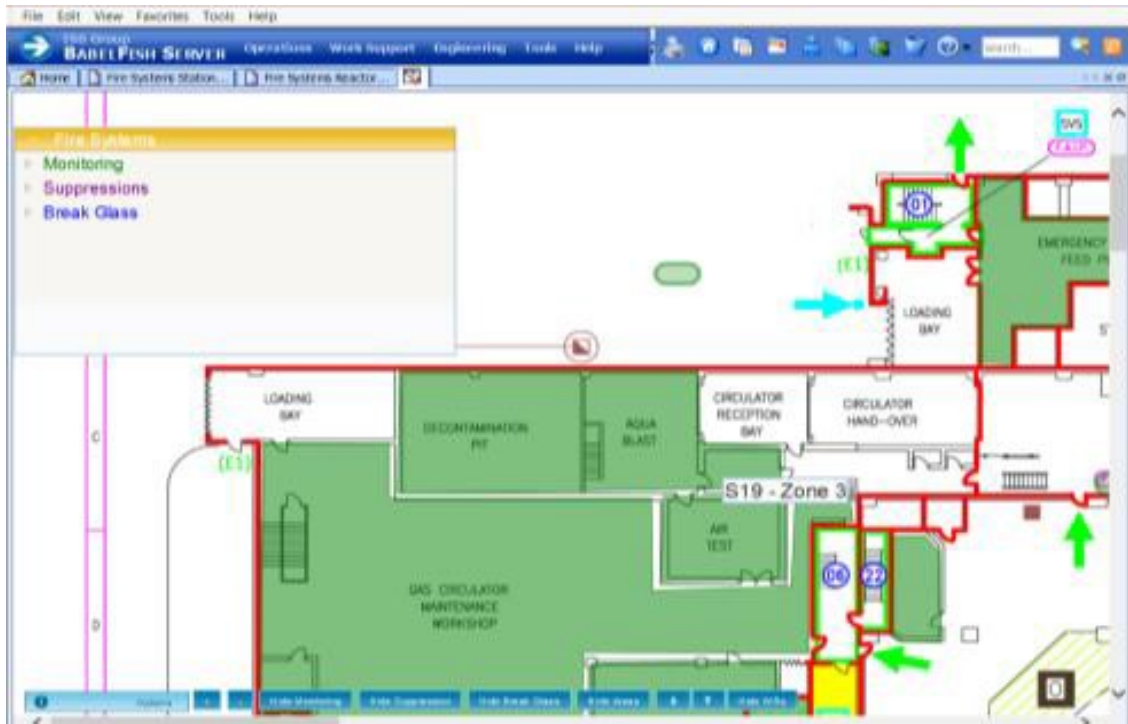 File Edit View Favorites Tools Help
BABELFISH SERVER
Operations Work Support Engineering Tools Help
Search...
Home
Fire Systems Station...
Fire Systems Reactor...
Fire Systems
Monitoring
Suppressions
Break Glass
SVS
01
EMERGENCY
FEED
(E1)
LOADING
BAY
LOADING
BAY
DECONTAMINATION
PIT
AQUA
BLAST
CIRCULATOR
RECEPTION
BAY
CIRCULATOR
HAND-OVER
C
(E1)
S19 - Zone 3
AIR
TEST
06
22
GAS CIRCULATOR
MAINTENANCE
WORKSHOP
D
Hide Monitoring
Hide Suppression
Hide Break Glass
Hide Areas